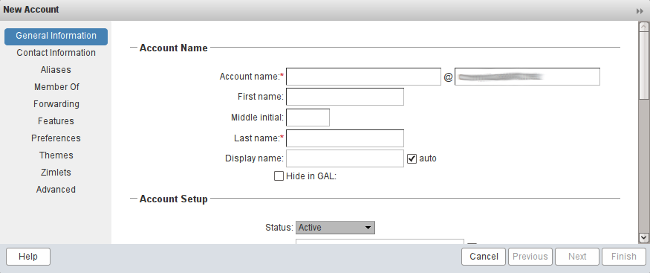 New Account
General Information
Contact Information
Aliases
Member Of
Forwarding
Features
Preferences
Themes
Zimlets
Advanced
Account Name
Account name:* @
First name:
Middle initial:
Last name:*
Display name: auto
Hide in GAL:
Account Setup
Status: Active
Help Cancel Previous Next Finish